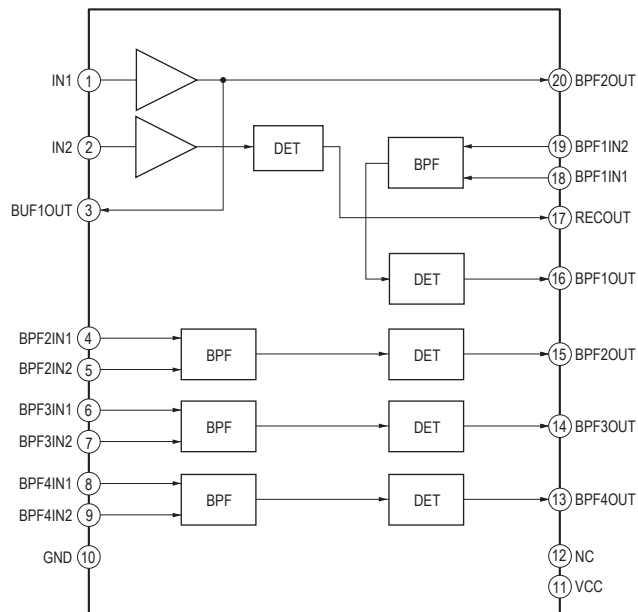 IN1 1
20 BPF2OUT
IN2 2
DET
BPF
19 BPF1IN2
18 BPF1IN1
BUF1OUT 3
17 RECOUT
DET
16 BPF1OUT
BPF2IN1 4
BPF2IN2 5
BPF
DET
15 BPF2OUT
BPF3IN1 6
BPF3IN2 7
BPF
DET
14 BPF3OUT
BPF4IN1 8
BPF4IN2 9
BPF
DET
13 BPF4OUT
GND 10
12 NC
11 VCC